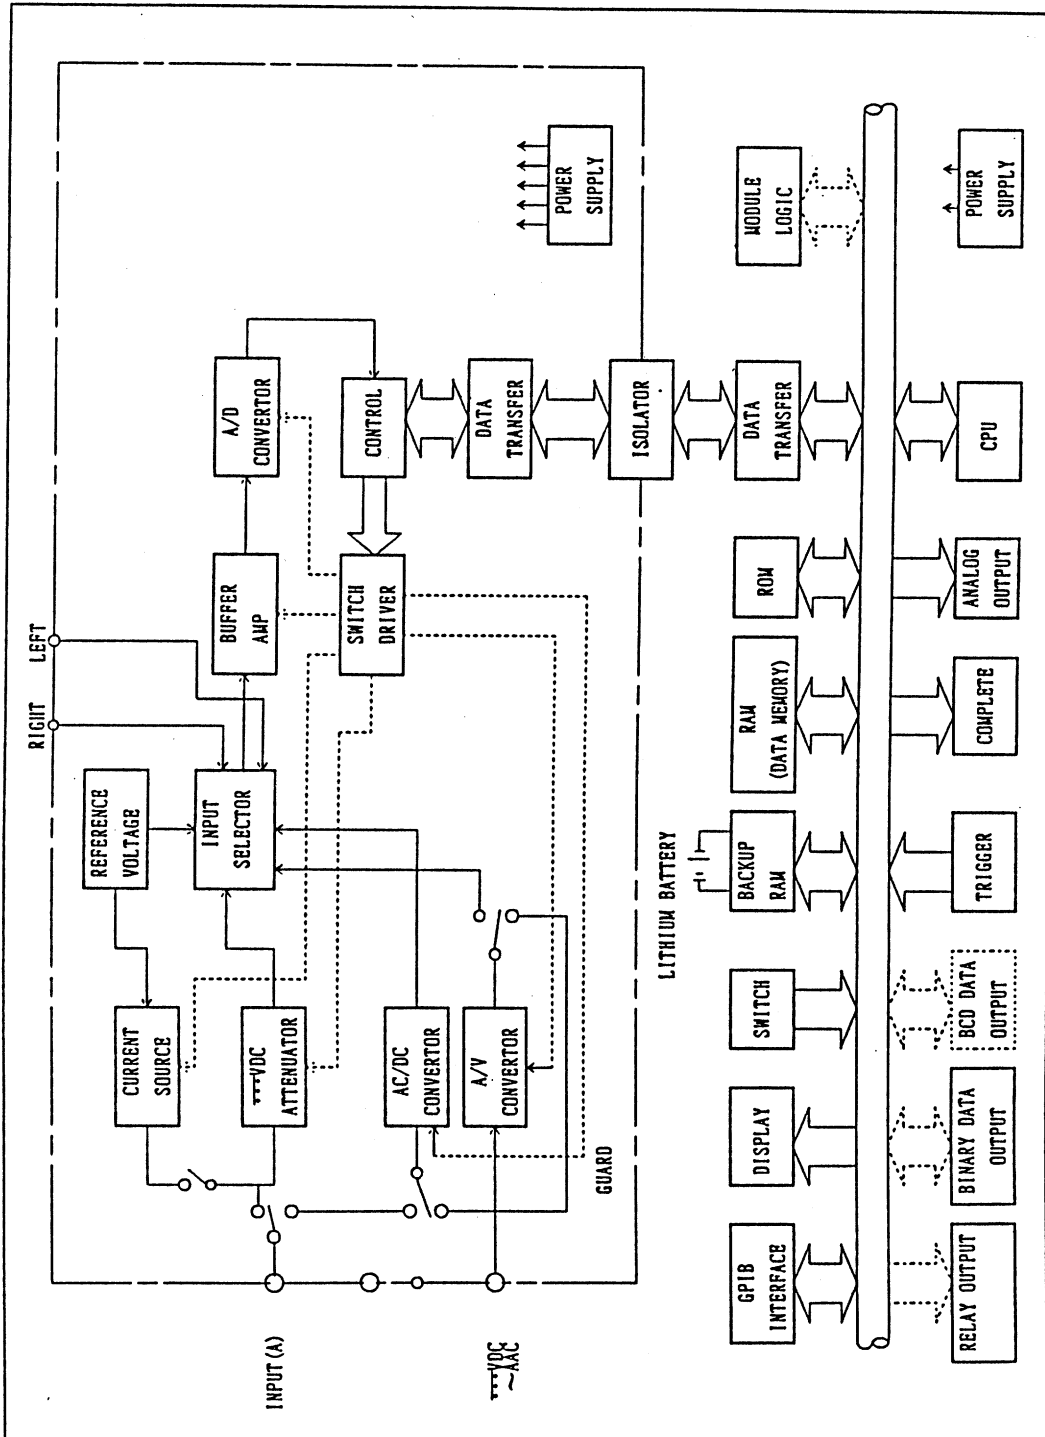 INPUT(A)
⎓VDC
~AAC
RIGHT
LEFT
REFERENCE
VOLTAGE
CURRENT
SOURCE
⎓VDC
ATTENUATOR
INPUT
SELECTOR
BUFFER
AMP
A/D
CONVERTOR
AC/DC
CONVERTOR
A/V
CONVERTOR
SWITCH
DRIVER
CONTROL
DATA
TRANSFER
POWER
SUPPLY
GUARD
ISOLATOR
LITHIUM BATTERY
GPIB
INTERFACE
DISPLAY
SWITCH
BACKUP
RAM
RAM
(DATA MEMORY)
ROM
DATA
TRANSFER
MODULE
LOGIC
RELAY OUTPUT
BINARY DATA
OUTPUT
BCD DATA
OUTPUT
TRIGGER
COMPLETE
ANALOG
OUTPUT
CPU
POWER
SUPPLY